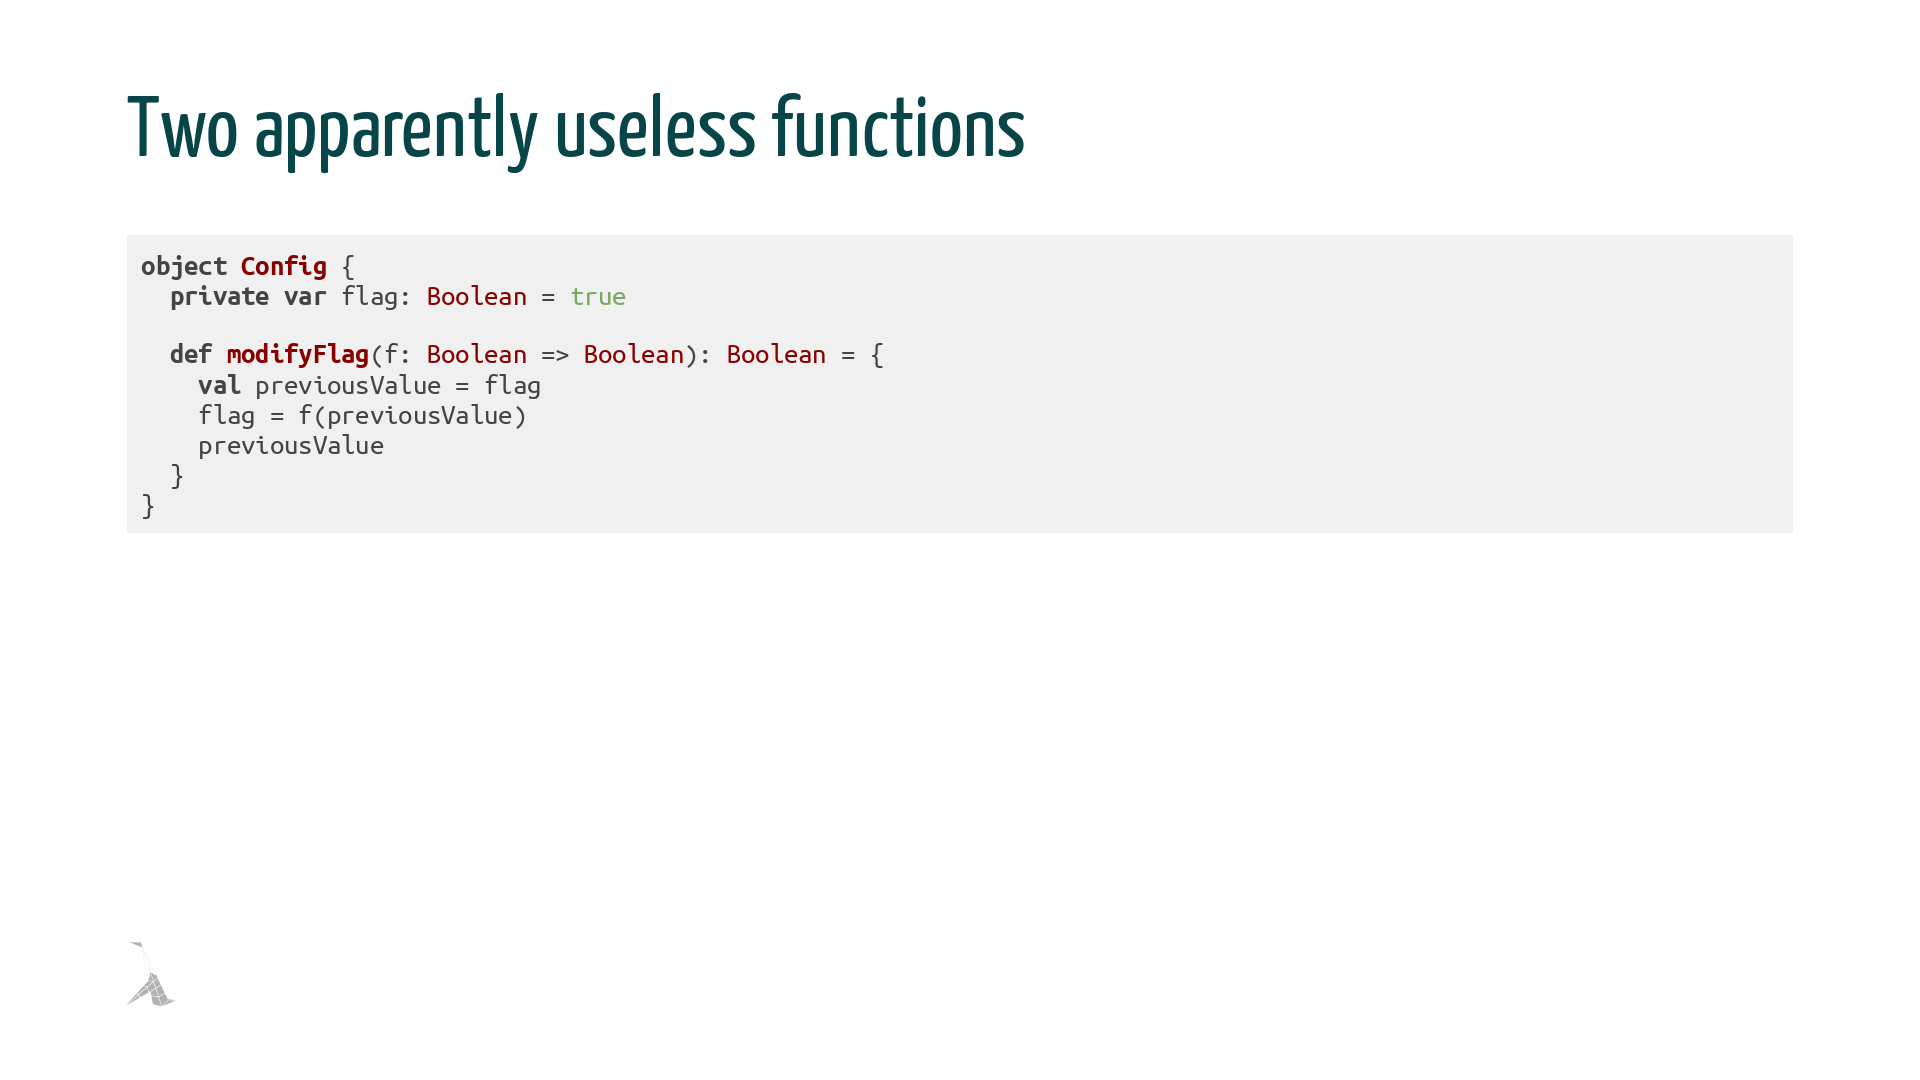 Two apparently useless functions
object Config {
  private var flag: Boolean = true

  def modifyFlag(f: Boolean => Boolean): Boolean = {
    val previousValue = flag
    flag = f(previousValue)
    previousValue
  }
}